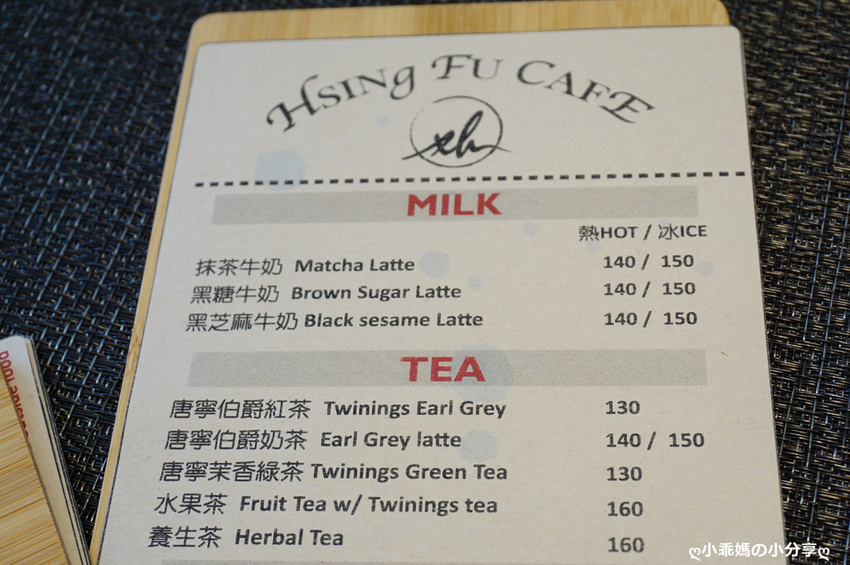 HSING FU CAFE
MILK
熱HOT / 冰ICE
抹茶牛奶 Matcha Latte 140 / 150
黑糖牛奶 Brown Sugar Latte 140 / 150
黑芝麻牛奶 Black sesame Latte 140 / 150
TEA
唐寧伯爵紅茶 Twinings Earl Grey 130
唐寧伯爵奶茶 Earl Grey latte 140 / 150
唐寧茉香綠茶 Twinings Green Tea 130
水果茶 Fruit Tea w/ Twinings tea 160
養生茶 Herbal Tea 160
ღ小乖媽の小分享ღ